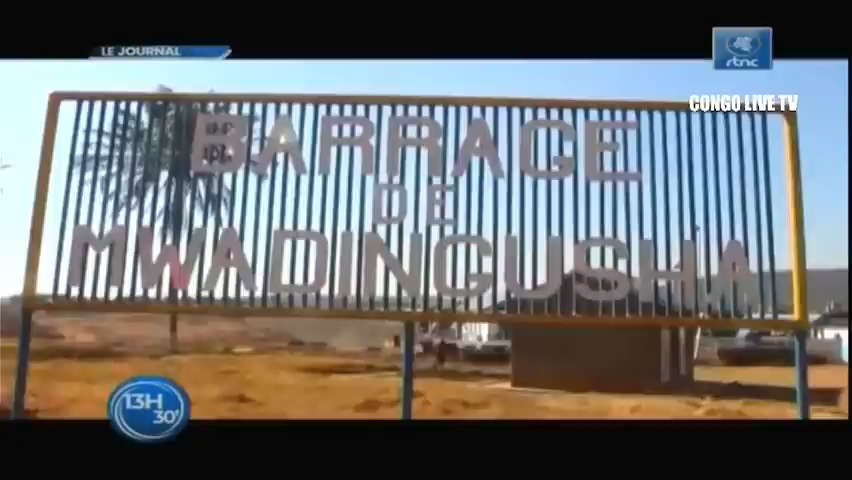 LE JOURNAL
rtnc
CONGO LIVE TV
BARRAGE
DE
MWADINGUSHA
13H
30'